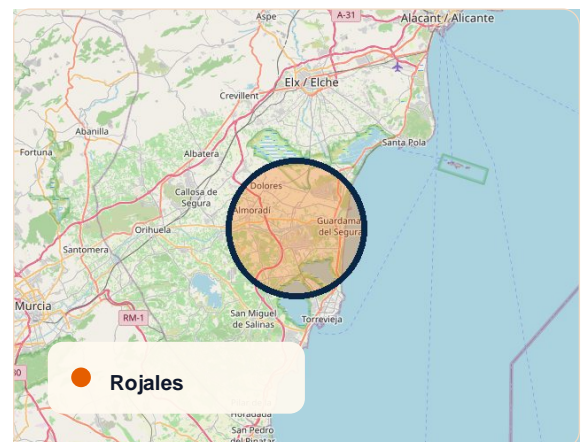 Aspe
A-31
Alacant / Alicante
Elx / Elche
Crevillent
Abanilla
Santa Pola
Fortuna
Albatera
Dolores
Callosa de
Segura
Almoradí
Guardamar
del Segura
Orihuela
Santomera
Murcia
RM-1
San Miguel
de Salinas
Torrevieja
Rojales
Horadada
San Pedro
del Pinatar